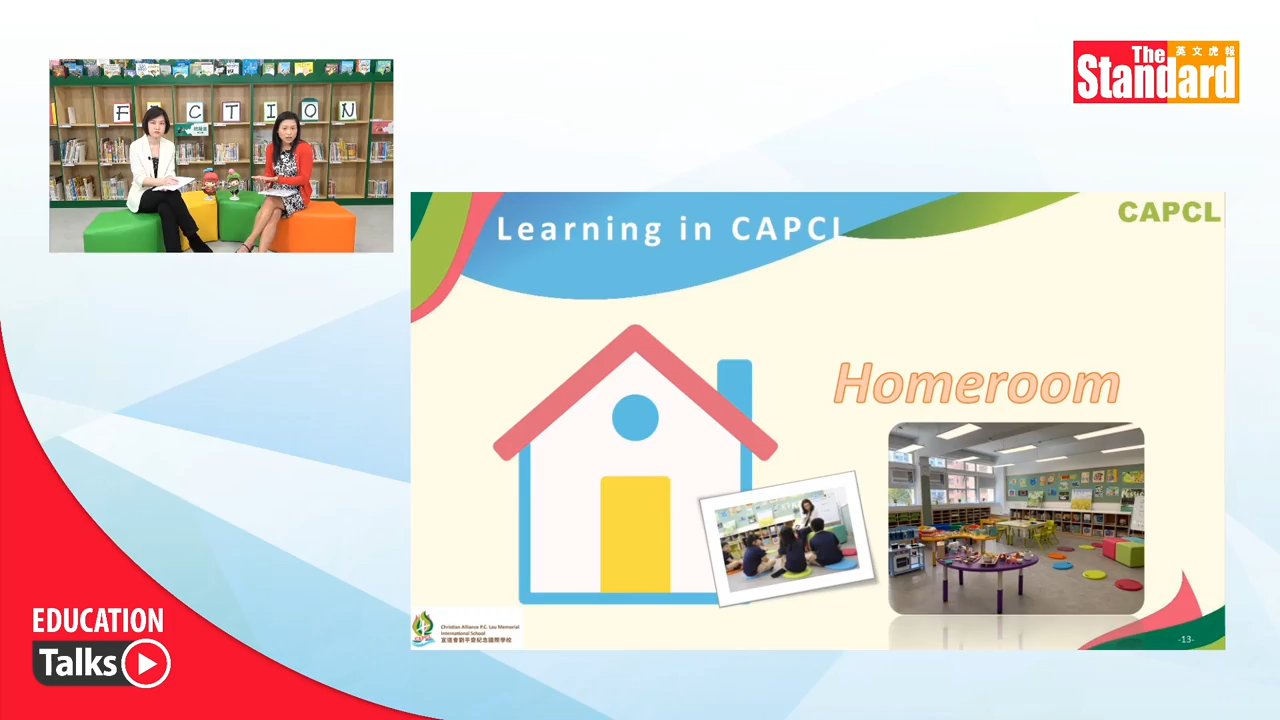 The
英文虎報
Standard
F CTION
Learning in CAPCL
CAPCL
Homeroom
Christian Alliance P.C. Lau Memorial
International School
宣道會劉平齋紀念國際學校
-13-
EDUCATION
Talks